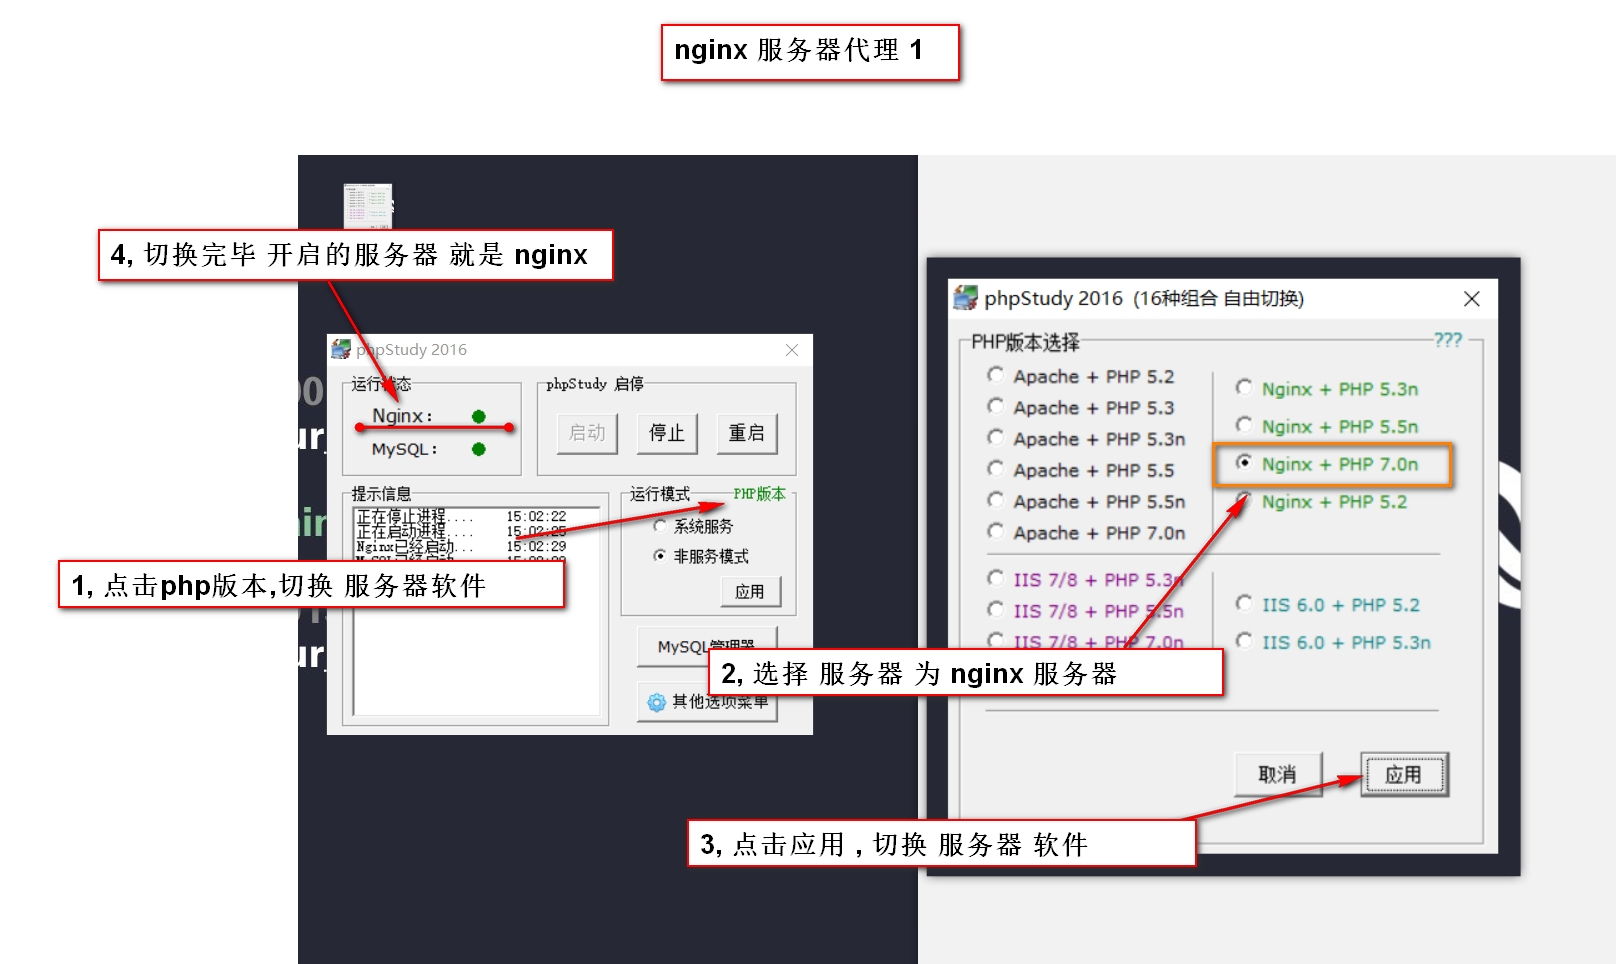 nginx 服务器代理 1
4, 切换完毕 开启的服务器 就是 nginx
phpStudy 2016
运行状态
Nginx:
MySQL:
phpStudy 启停
启动
停止
重启
提示信息
正在停止进程.... 15:02:22
正在启动进程.... 15:02:25
Nginx已经启动... 15:02:29
运行模式
PHP版本
系统服务
非服务模式
应用
1, 点击php版本,切换 服务器软件
MySQL管理器
其他选项菜单
phpStudy 2016 (16种组合 自由切换)
PHP版本选择
???
Apache + PHP 5.2
Apache + PHP 5.3
Apache + PHP 5.3n
Apache + PHP 5.5
Apache + PHP 5.5n
Apache + PHP 7.0n
Nginx + PHP 5.3n
Nginx + PHP 5.5n
Nginx + PHP 7.0n
Nginx + PHP 5.2
IIS 7/8 + PHP 5.3n
IIS 7/8 + PHP 5.5n
IIS 7/8 + PHP 7.0n
IIS 6.0 + PHP 5.2
IIS 6.0 + PHP 5.3n
2, 选择 服务器 为 nginx 服务器
取消
应用
3, 点击应用 , 切换 服务器 软件